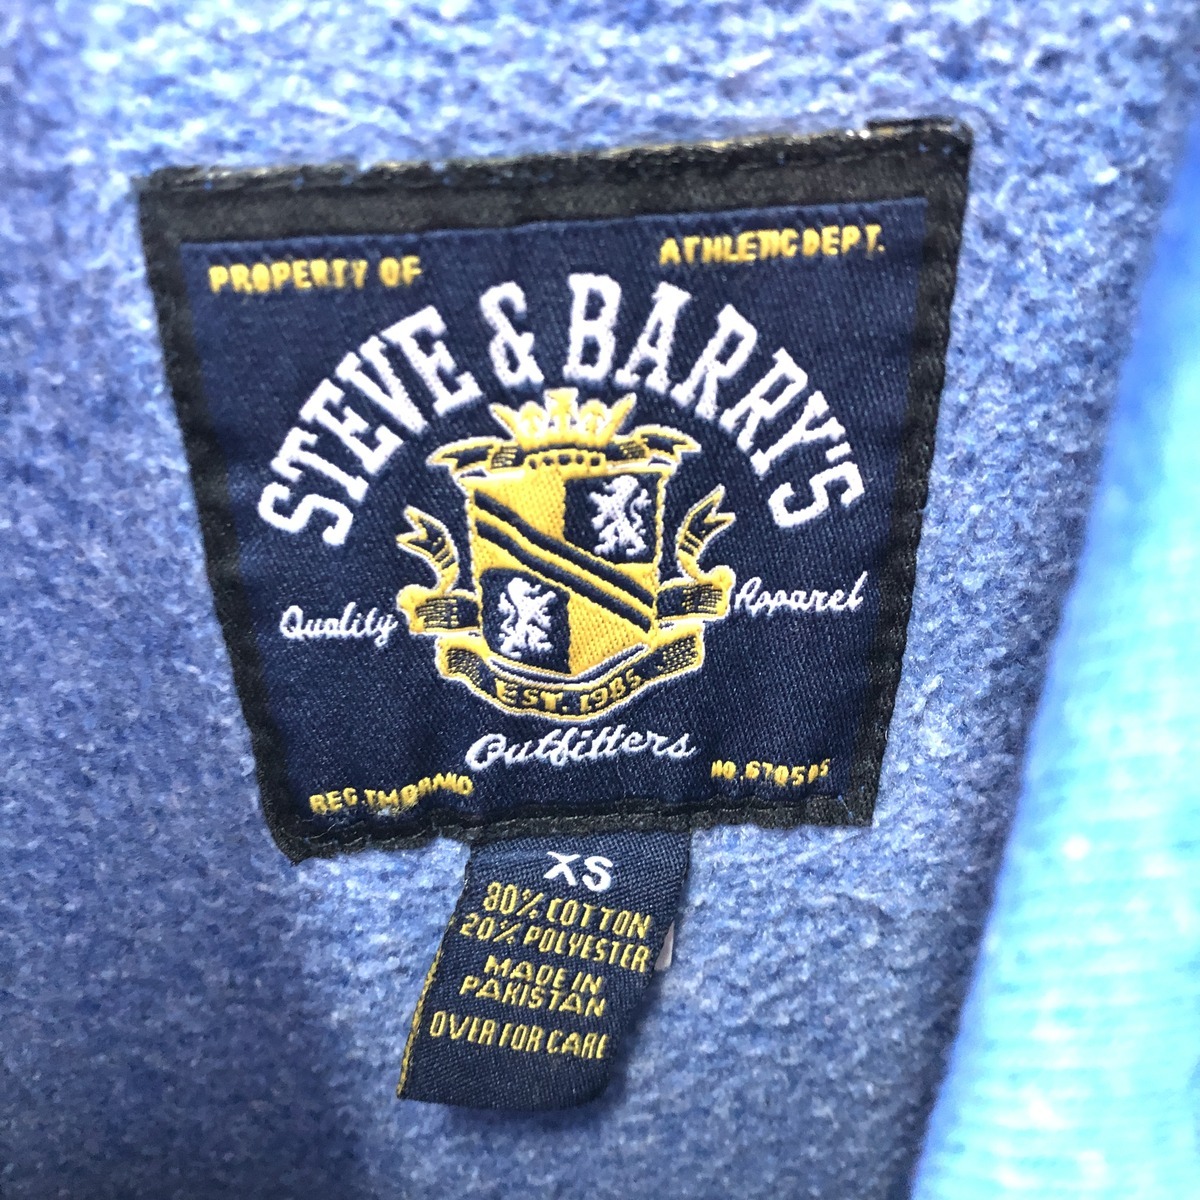 PROPERTY OF ATHLETIC DEPT.
STEVE & BARRY'S
Quality Apparel
EST. 1985
Outfitters
REG. TM BRAND NO.
XS
80% COTTON
20% POLYESTER
MADE IN
PAKISTAN
OVER FOR CARE